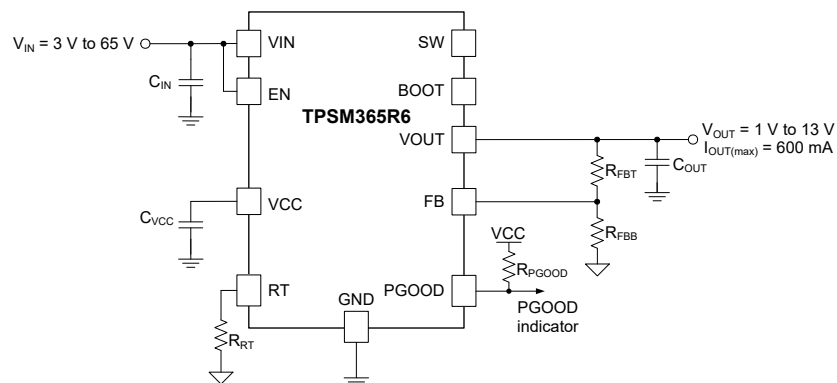 V_IN = 3 V to 65 V
C_IN
VIN
EN
SW
BOOT
TPSM365R6
VOUT
V_OUT = 1 V to 13 V
I_OUT(max) = 600 mA
R_FBT
C_OUT
FB
R_FBB
VCC
C_VCC
VCC
R_PGOOD
PGOOD
PGOOD
indicator
RT
R_RT
GND